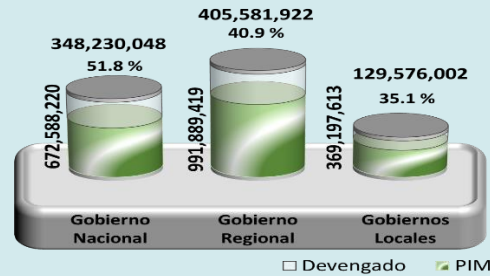 405,581,922
40.9 %
348,230,048
51.8 %
129,576,002
35.1 %
672,588,220
991,889,419
369,197,613
Gobierno
Nacional
Gobierno
Regional
Gobiernos
Locales
Devengado PIM